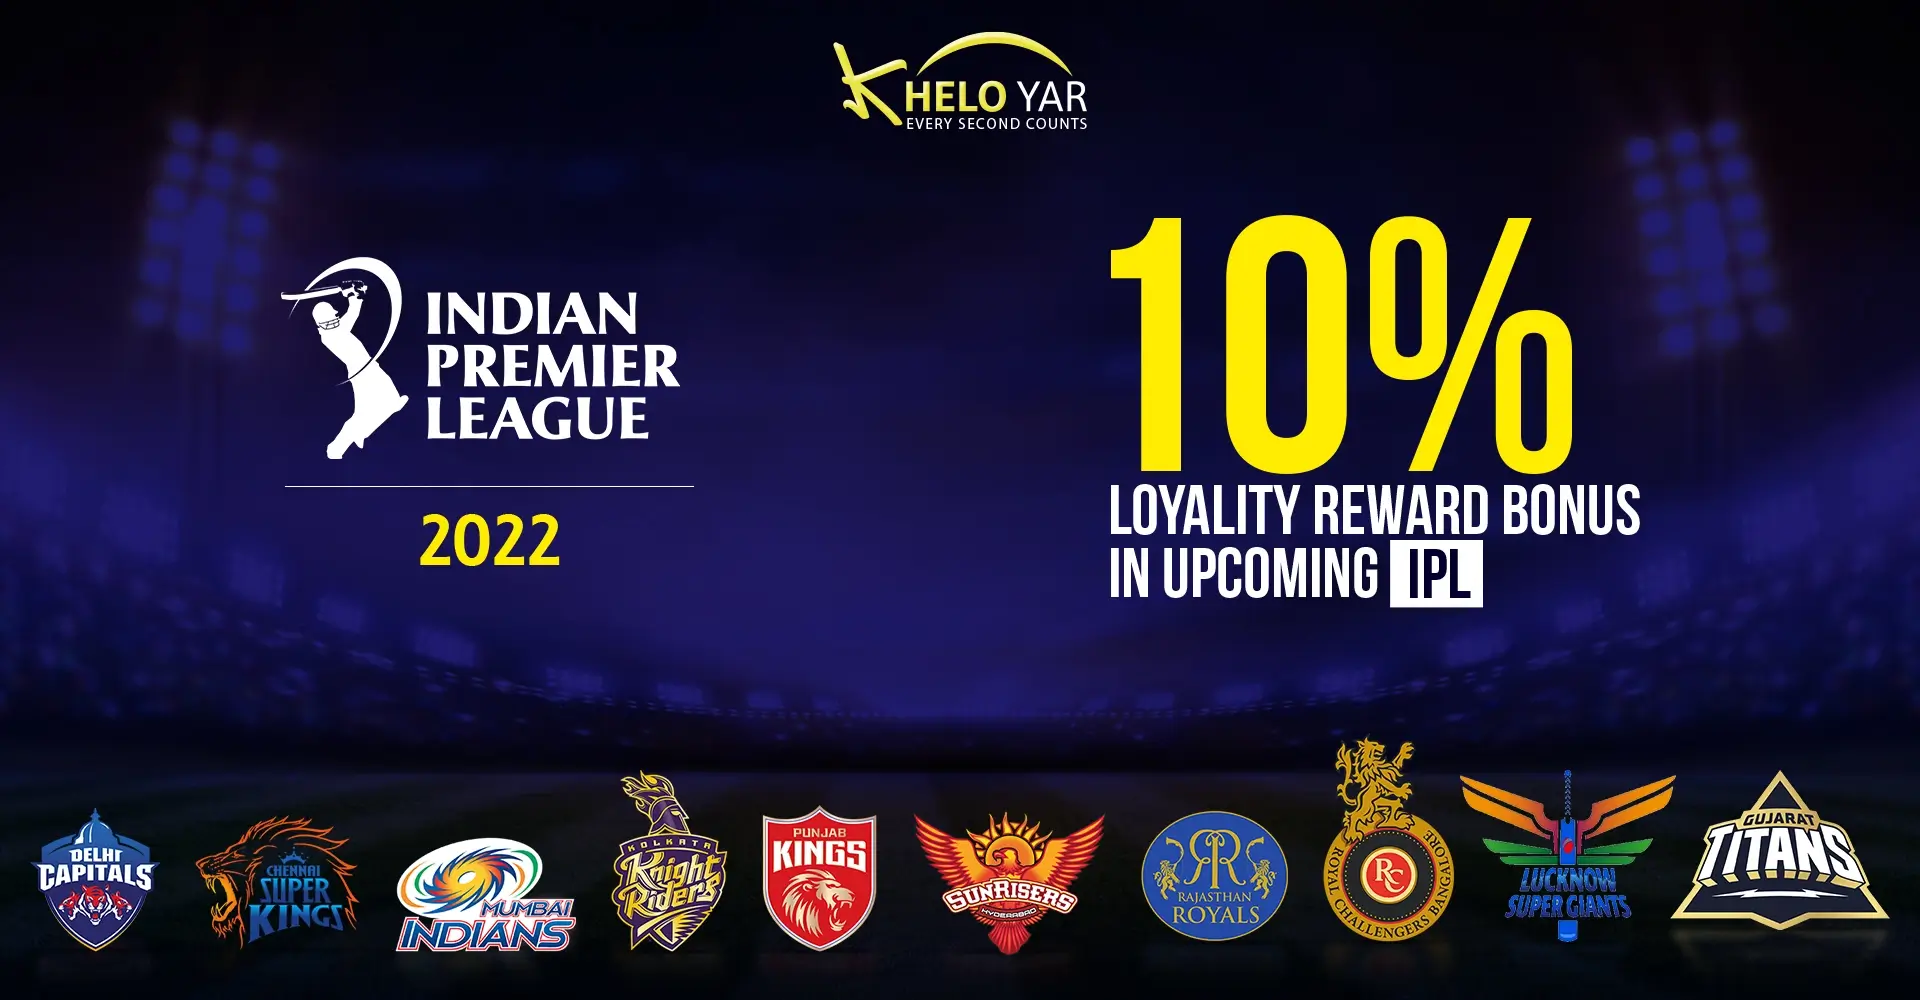 KHELO YAR
EVERY SECOND COUNTS
INDIAN
PREMIER
LEAGUE
2022
10%
LOYALITY REWARD BONUS
IN UPCOMING IPL
DELHI
CAPITALS
CHENNAI
SUPER
KINGS
MUMBAI
INDIANS
KOLKATA
Knight
Riders
PUNJAB
KINGS
SUNRISERS
HYDERABAD
RR
RAJASTHAN
ROYALS
RC
ROYAL CHALLENGERS BANGALORE
LUCKNOW
SUPER GIANTS
GUJARAT
TITANS